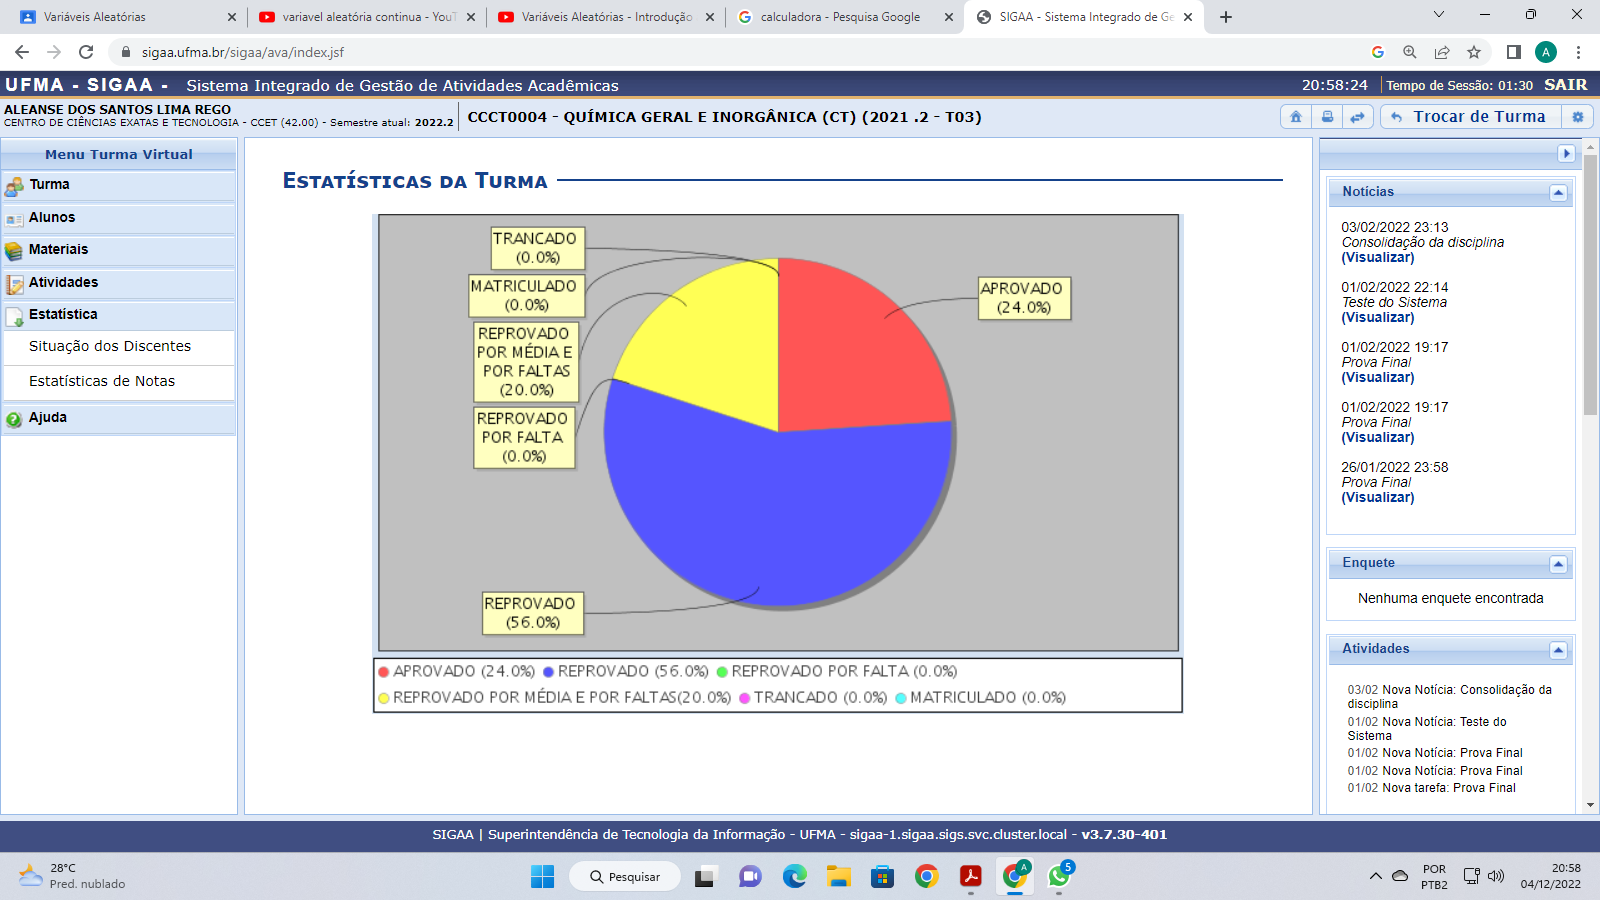 Variáveis Aleatórias
variavel aleatória continua - YouT
Variáveis Aleatórias - Introdução
calculadora - Pesquisa Google
SIGAA - Sistema Integrado de Ge
sigaa.ufma.br/sigaa/ava/index.jsf
A
UFMA - SIGAA - Sistema Integrado de Gestão de Atividades Acadêmicas
20:58:24 Tempo de Sessão: 01:30 SAIR
ALEANSE DOS SANTOS LIMA REGO
CENTRO DE CIÊNCIAS EXATAS E TECNOLOGIA - CCET (42.00) - Semestre atual: 2022.2
CCCT0004 - QUÍMICA GERAL E INORGÂNICA (CT) (2021 .2 - T03)
Trocar de Turma
Menu Turma Virtual
Turma
Alunos
Materiais
Atividades
Estatística
Situação dos Discentes
Estatísticas de Notas
Ajuda
ESTATÍSTICAS DA TURMA
TRANCADO
(0.0%)
MATRICULADO
(0.0%)
REPROVADO
POR MÉDIA E
POR FALTAS
(20.0%)
REPROVADO
POR FALTA
(0.0%)
APROVADO
(24.0%)
REPROVADO
(56.0%)
APROVADO (24.0%) REPROVADO (56.0%) REPROVADO POR FALTA (0.0%)
REPROVADO POR MÉDIA E POR FALTAS(20.0%) TRANCADO (0.0%) MATRICULADO (0.0%)
Notícias
03/02/2022 23:13
Consolidação da disciplina
(Visualizar)
01/02/2022 22:14
Teste do Sistema
(Visualizar)
01/02/2022 19:17
Prova Final
(Visualizar)
01/02/2022 19:17
Prova Final
(Visualizar)
26/01/2022 23:58
Prova Final
(Visualizar)
Enquete
Nenhuma enquete encontrada
Atividades
03/02 Nova Notícia: Consolidação da
disciplina
01/02 Nova Notícia: Teste do
Sistema
01/02 Nova Notícia: Prova Final
01/02 Nova Notícia: Prova Final
01/02 Nova tarefa: Prova Final
SIGAA | Superintendência de Tecnologia da Informação - UFMA - sigaa-1.sigaa.sigs.svc.cluster.local - v3.7.30-401
28°C
Pred. nublado
Pesquisar
A
5
POR
PTB2
20:58
04/12/2022